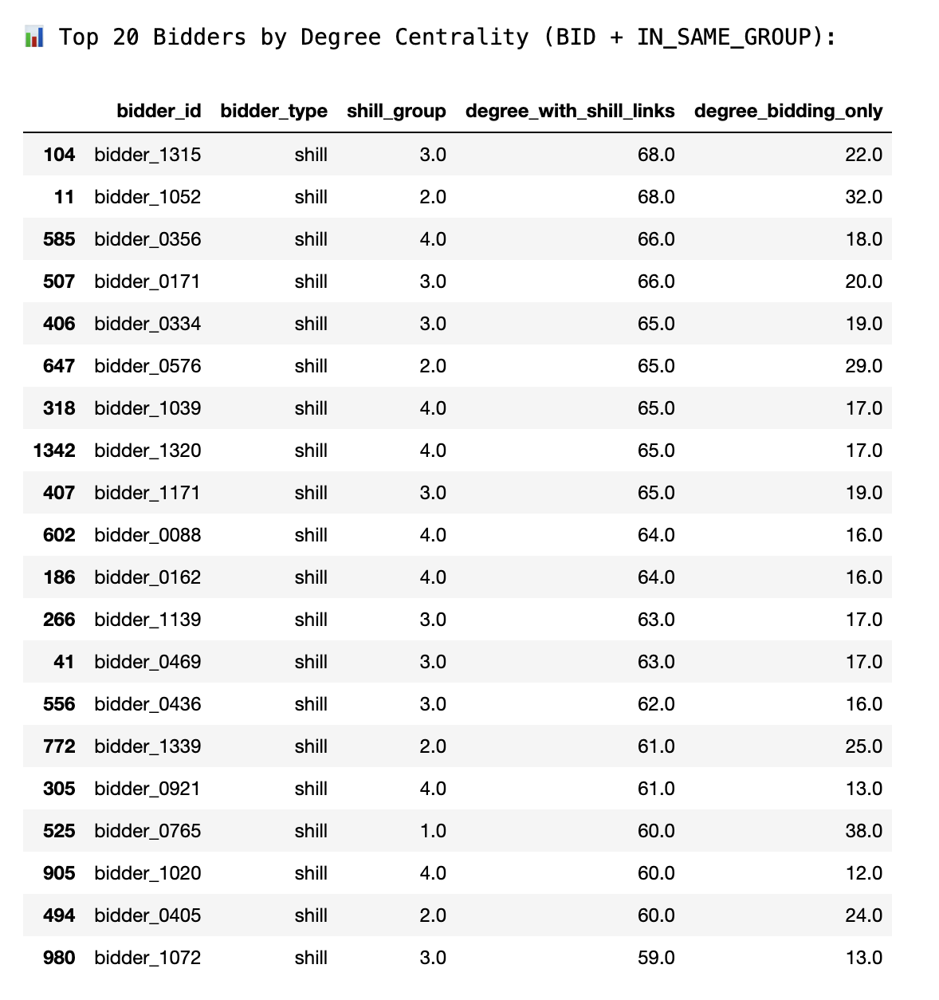 📊 Top 20 Bidders by Degree Centrality (BID + IN_SAME_GROUP):
bidder_id bidder_type shill_group degree_with_shill_links degree_bidding_only
104 bidder_1315 shill 3.0 68.0 22.0
11 bidder_1052 shill 2.0 68.0 32.0
585 bidder_0356 shill 4.0 66.0 18.0
507 bidder_0171 shill 3.0 66.0 20.0
406 bidder_0334 shill 3.0 65.0 19.0
647 bidder_0576 shill 2.0 65.0 29.0
318 bidder_1039 shill 4.0 65.0 17.0
1342 bidder_1320 shill 4.0 65.0 17.0
407 bidder_1171 shill 3.0 65.0 19.0
602 bidder_0088 shill 4.0 64.0 16.0
186 bidder_0162 shill 4.0 64.0 16.0
266 bidder_1139 shill 3.0 63.0 17.0
41 bidder_0469 shill 3.0 63.0 17.0
556 bidder_0436 shill 3.0 62.0 16.0
772 bidder_1339 shill 2.0 61.0 25.0
305 bidder_0921 shill 4.0 61.0 13.0
525 bidder_0765 shill 1.0 60.0 38.0
905 bidder_1020 shill 4.0 60.0 12.0
494 bidder_0405 shill 2.0 60.0 24.0
980 bidder_1072 shill 3.0 59.0 13.0